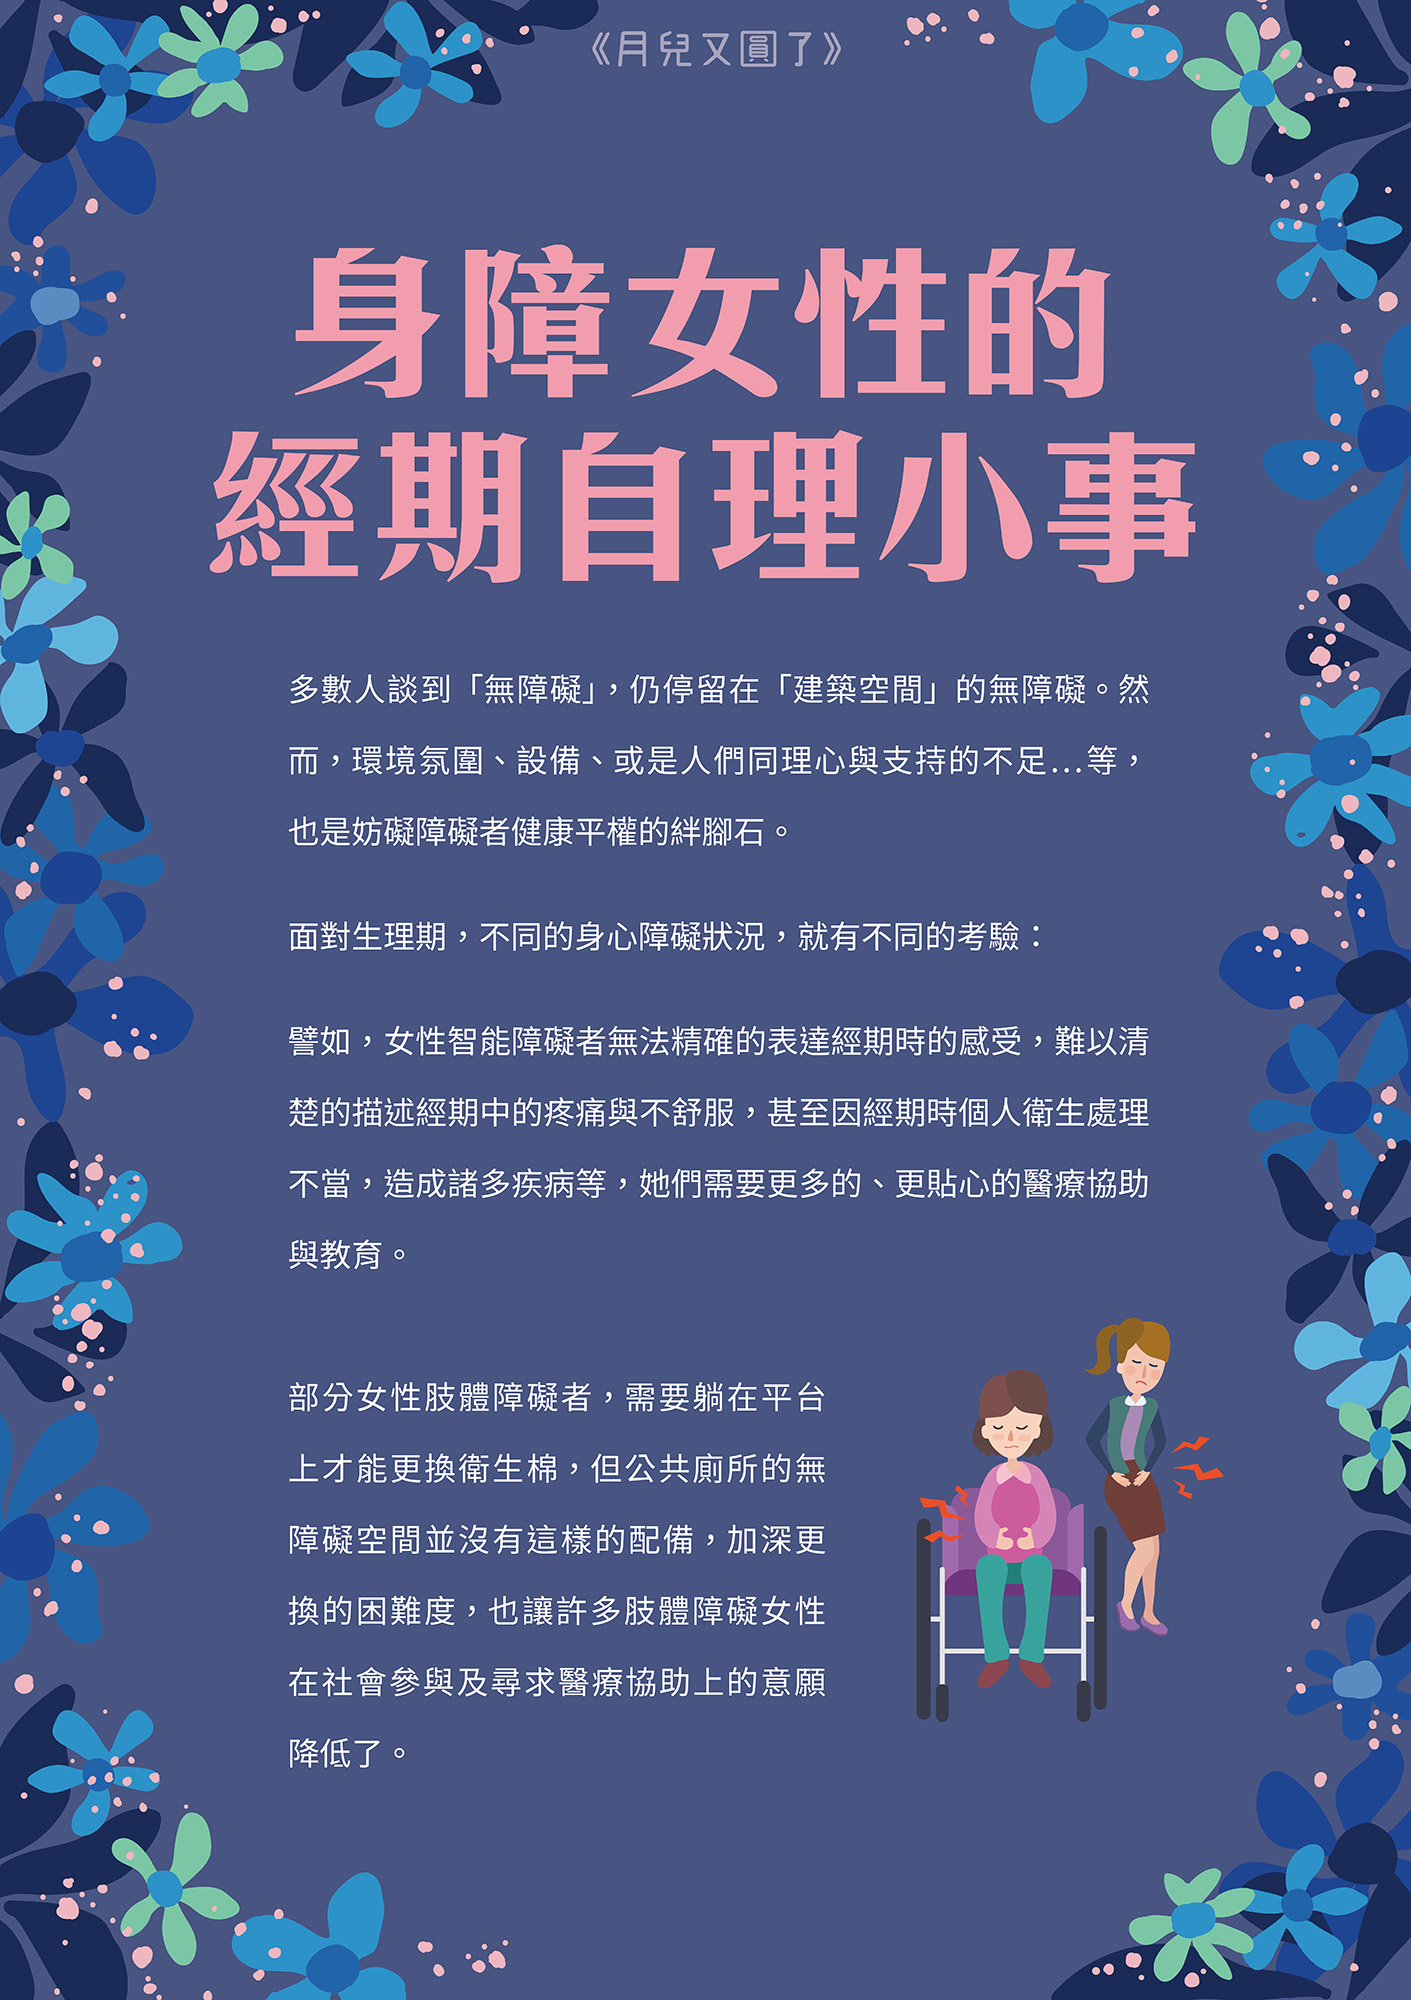 《月兒又圓了》
身障女性的
經期自理小事
多數人談到「無障礙」，仍停留在「建築空間」的無障礙。然
而，環境氛圍、設備、或是人們同理心與支持的不足...等，
也是妨礙障礙者健康平權的絆腳石。
面對生理期，不同的身心障礙狀況，就有不同的考驗：
譬如，女性智能障礙者無法精確的表達經期時的感受，難以清
楚的描述經期中的疼痛與不舒服，甚至因經期時個人衛生處理
不當，造成諸多疾病等，她們需要更多的、更貼心的醫療協助
與教育。
部分女性肢體障礙者，需要躺在平台
上才能更換衛生棉，但公共廁所的無
障礙空間並沒有這樣的配備，加深更
換的困難度，也讓許多肢體障礙女性
在社會參與及尋求醫療協助上的意願
降低了。